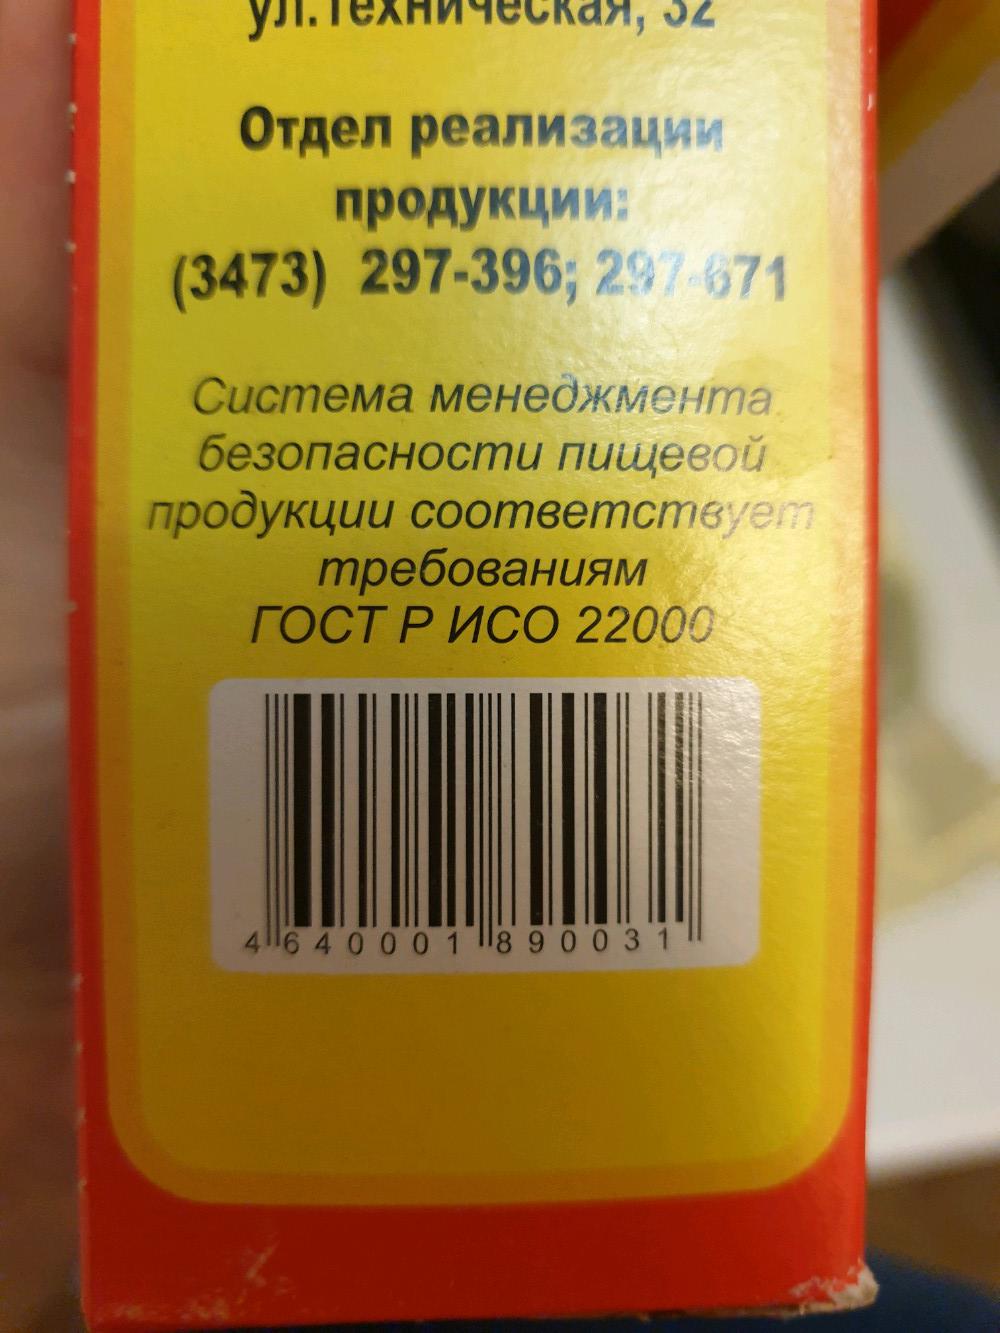 ул. Техническая, 32
Отдел реализации
продукции:
(3473) 297-396; 297-671
Система менеджмента
безопасности пищевой
продукции соответствует
требованиям
ГОСТ Р ИСО 22000
4 640001 890031